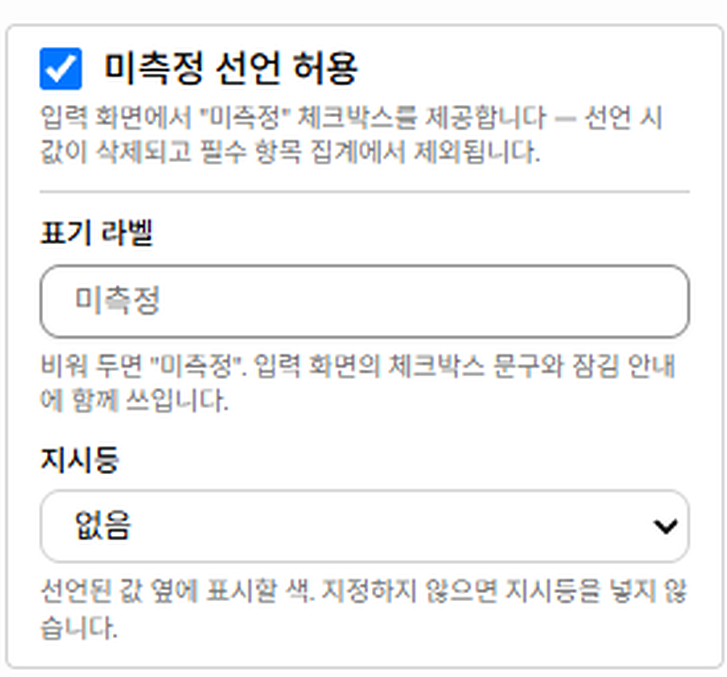 미측정 선언 허용
입력 화면에서 "미측정" 체크박스를 제공합니다 — 선언 시
값이 삭제되고 필수 항목 집계에서 제외됩니다.
표기 라벨
미측정
비워 두면 "미측정". 입력 화면의 체크박스 문구와 잠김 안내
에 함께 쓰입니다.
지시등
없음
선언된 값 옆에 표시할 색. 지정하지 않으면 지시등을 넣지 않
습니다.